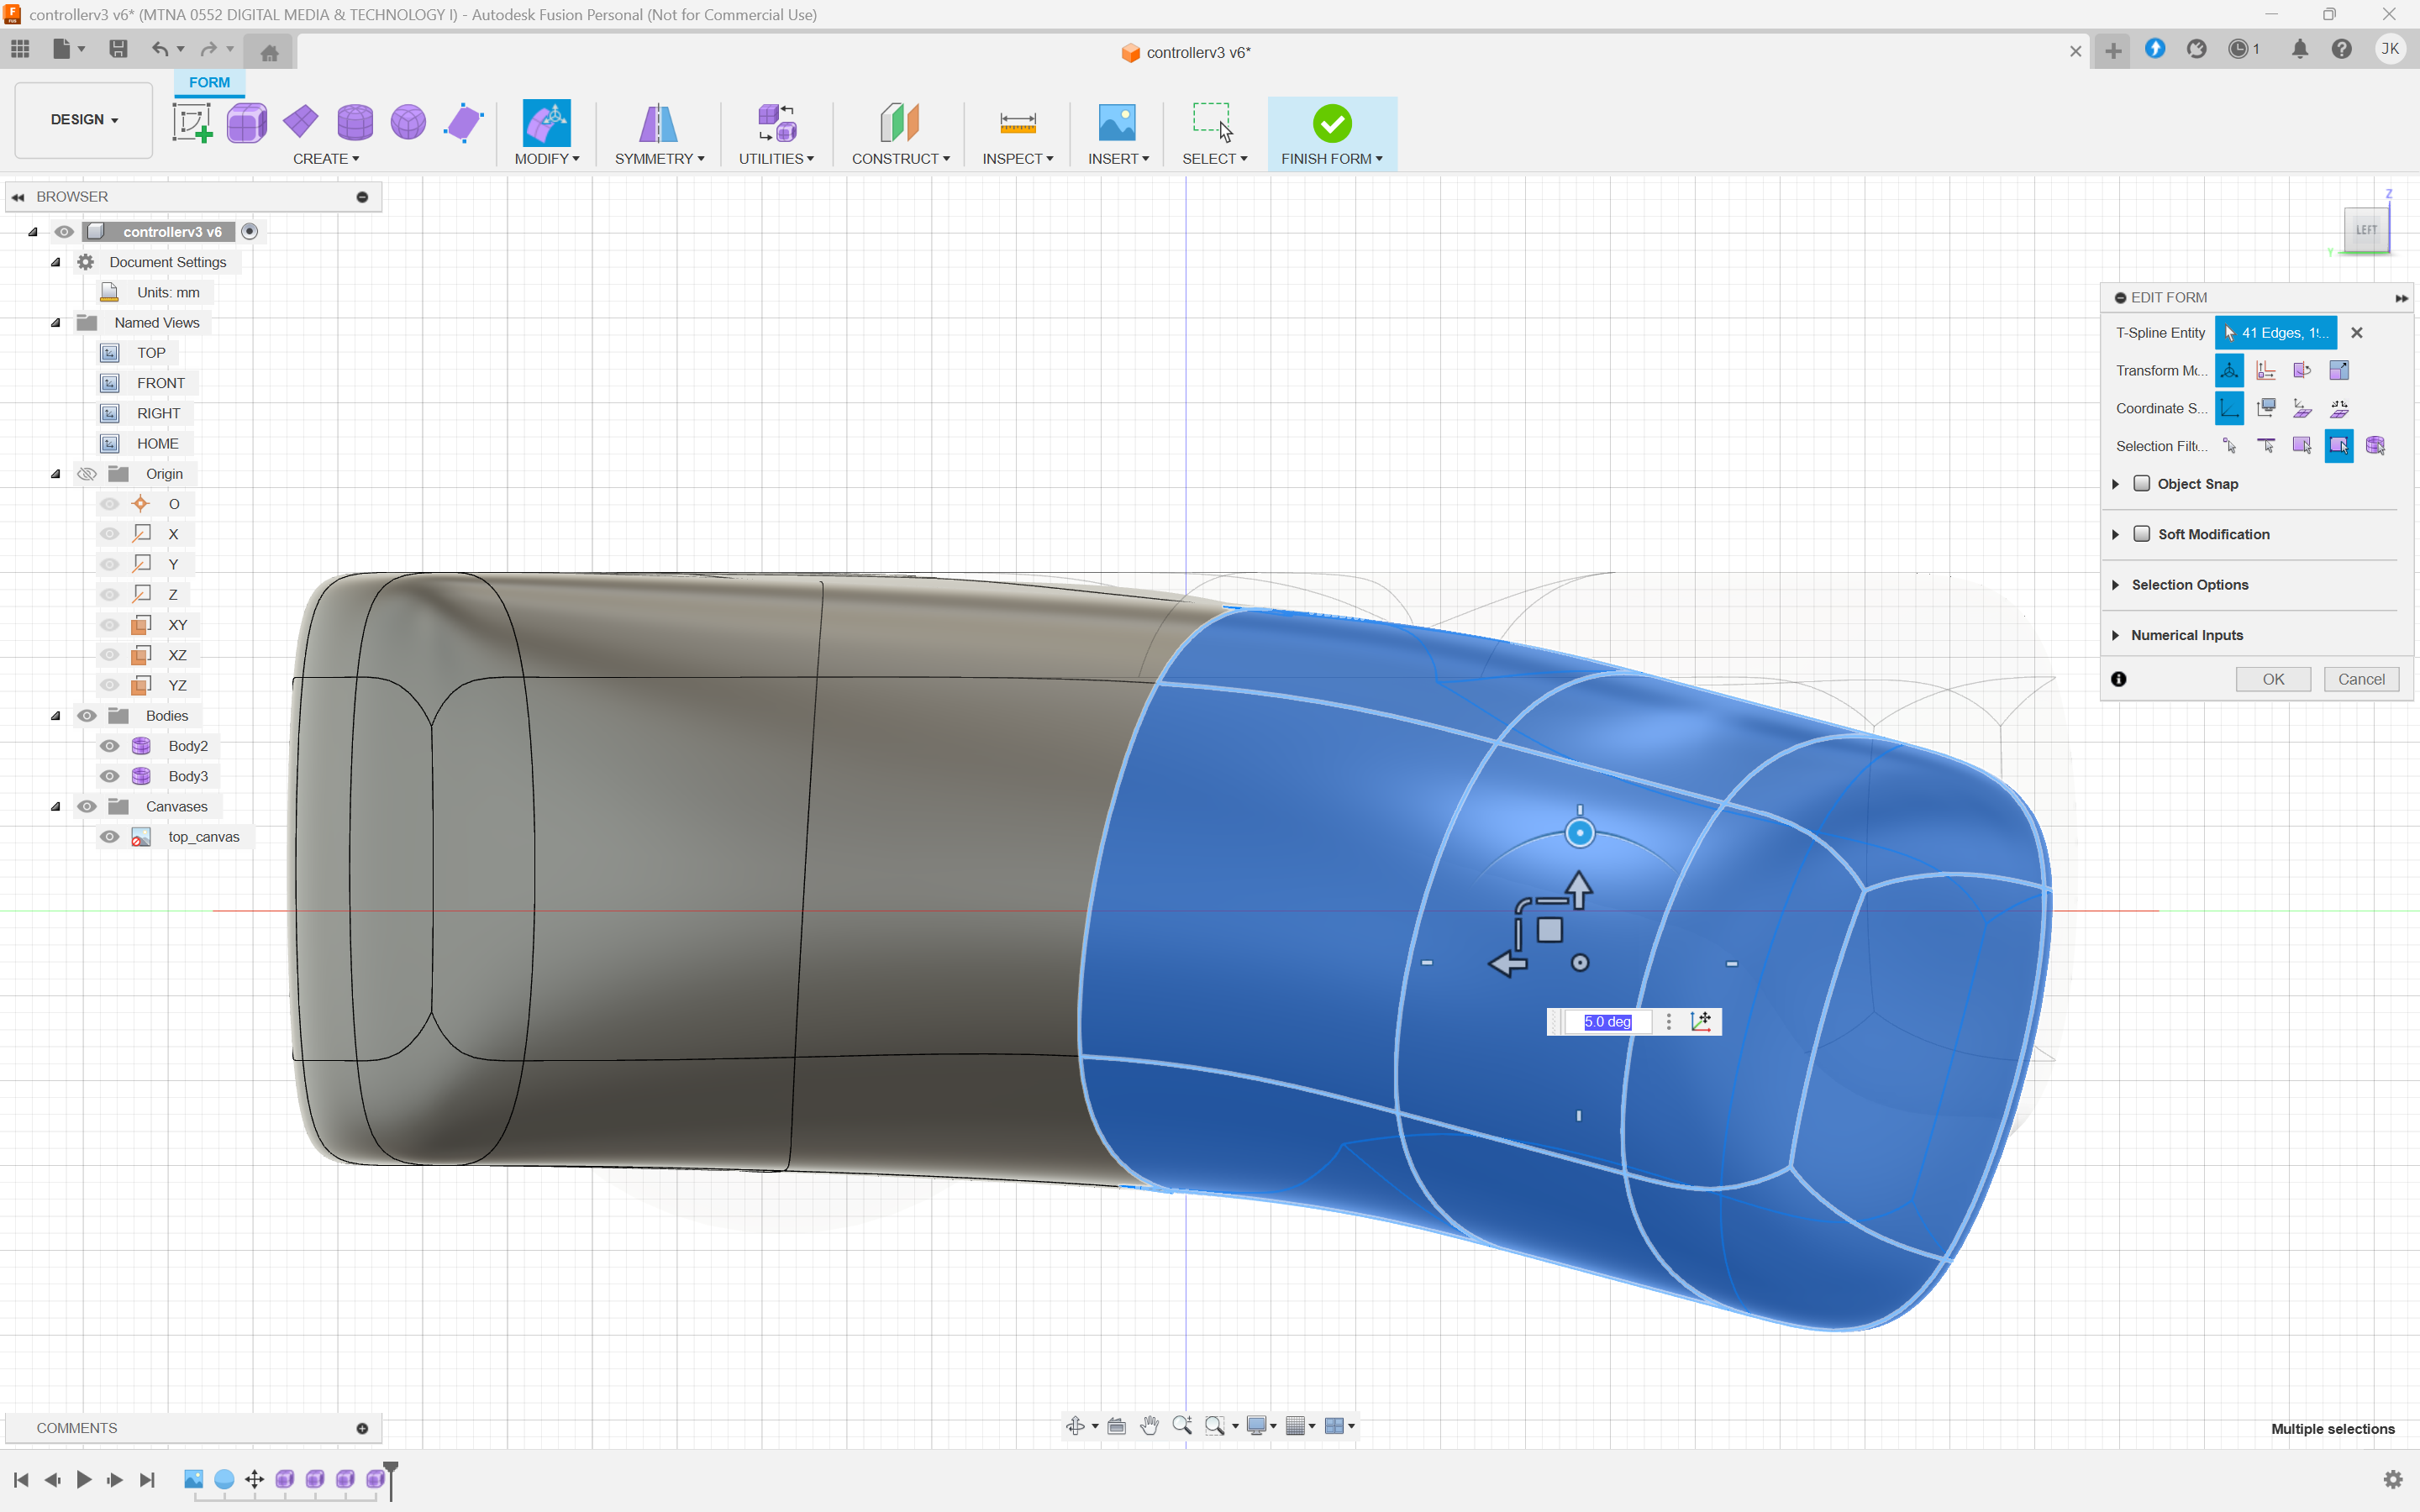 controllerv3 v6* (MTNA 0552 DIGITAL MEDIA & TECHNOLOGY I) - Autodesk Fusion Personal (Not for Commercial Use)
controllerv3 v6*
1
JK
FORM
DESIGN
CREATE
MODIFY
SYMMETRY
UTILITIES
CONSTRUCT
INSPECT
INSERT
SELECT
FINISH FORM
BROWSER
controllerv3 v6
Document Settings
Units: mm
Named Views
TOP
FRONT
RIGHT
HOME
Origin
O
X
Y
Z
XY
XZ
YZ
Bodies
Body2
Body3
Canvases
top_canvas
Z
LEFT
Y
EDIT FORM
T-Spline Entity
41 Edges, 1!...
Transform Mo...
Coordinate S...
Selection Filt...
Object Snap
Soft Modification
Selection Options
Numerical Inputs
OK
Cancel
5.0 deg
COMMENTS
Multiple selections